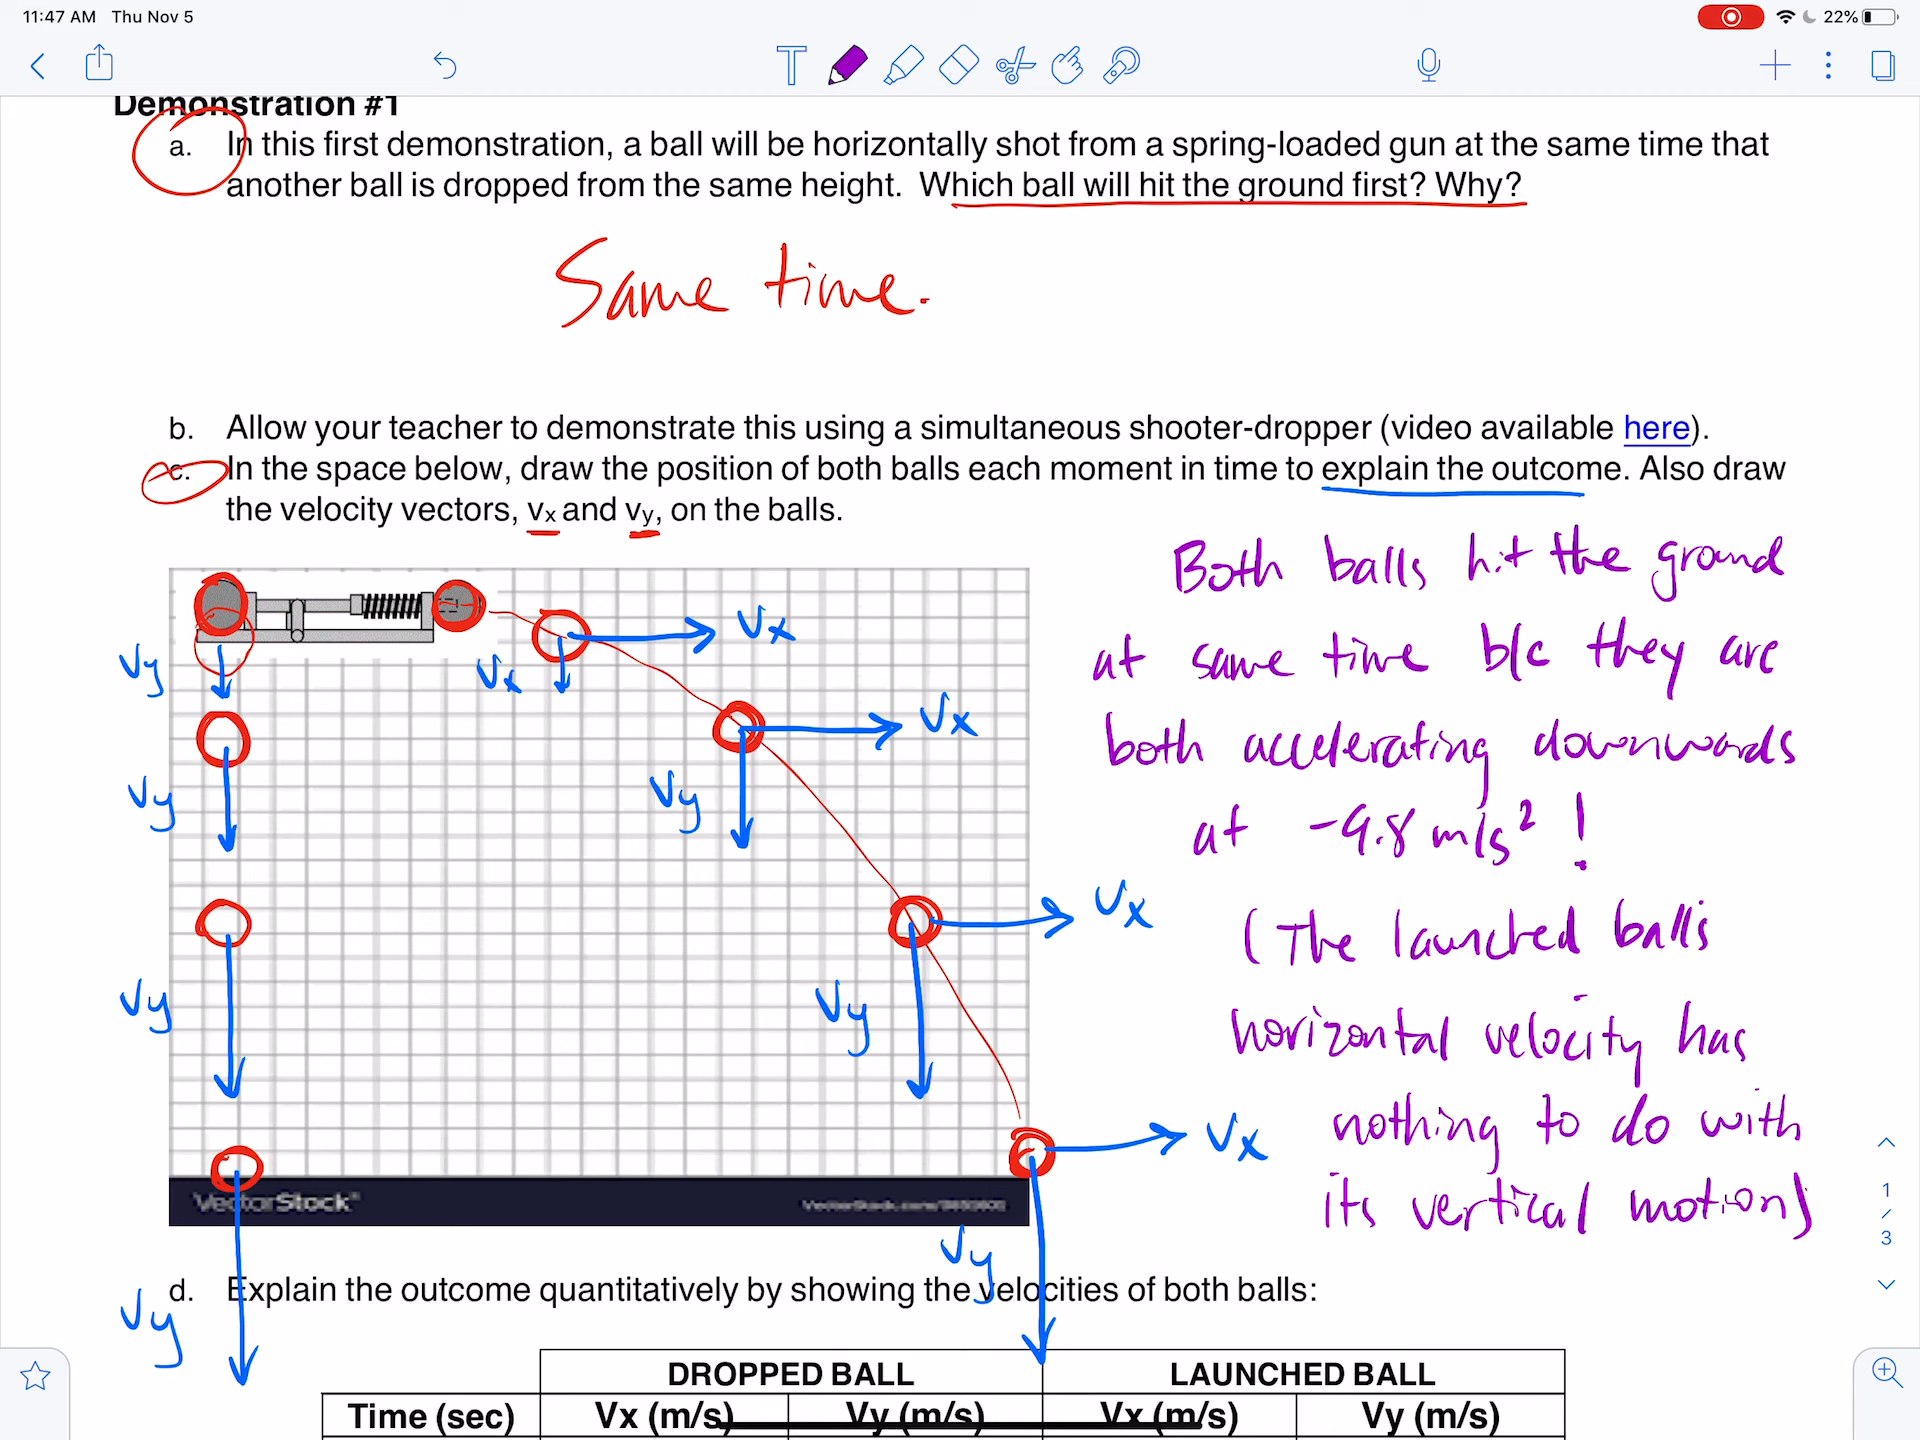 11:47 AM Thu Nov 5
22%
Demonstration #1
a. In this first demonstration, a ball will be horizontally shot from a spring-loaded gun at the same time that
another ball is dropped from the same height. Which ball will hit the ground first? Why?
Same time.
b. Allow your teacher to demonstrate this using a simultaneous shooter-dropper (video available here).
c. In the space below, draw the position of both balls each moment in time to explain the outcome. Also draw
the velocity vectors, vx and vy, on the balls.
Vy
Vx
Vx
Vy
Vy
Vx
Vy
Vy
Vx
Vy
Vy
Vx
Vy
Both balls hit the ground
at same time b/c they are
both accelerating downwards
at -9.8 m/s² !
(The launched balls
horizontal velocity has
nothing to do with
its vertical motion)
VectorStock®
1
/
3
d. Explain the outcome quantitatively by showing the velocities of both balls:
DROPPED BALL LAUNCHED BALL
Time (sec) Vx (m/s) Vy (m/s) Vx (m/s) Vy (m/s)